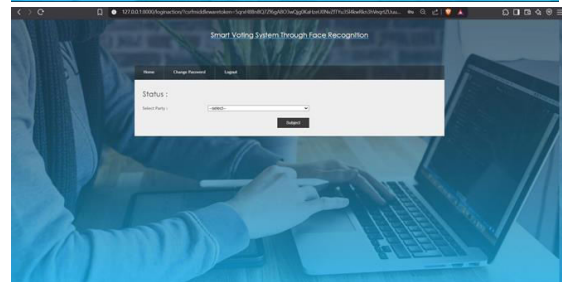 Smart Voting System Through Face Recognition
Home Change Password Logout
Status :
Select Party : --select--
Submit